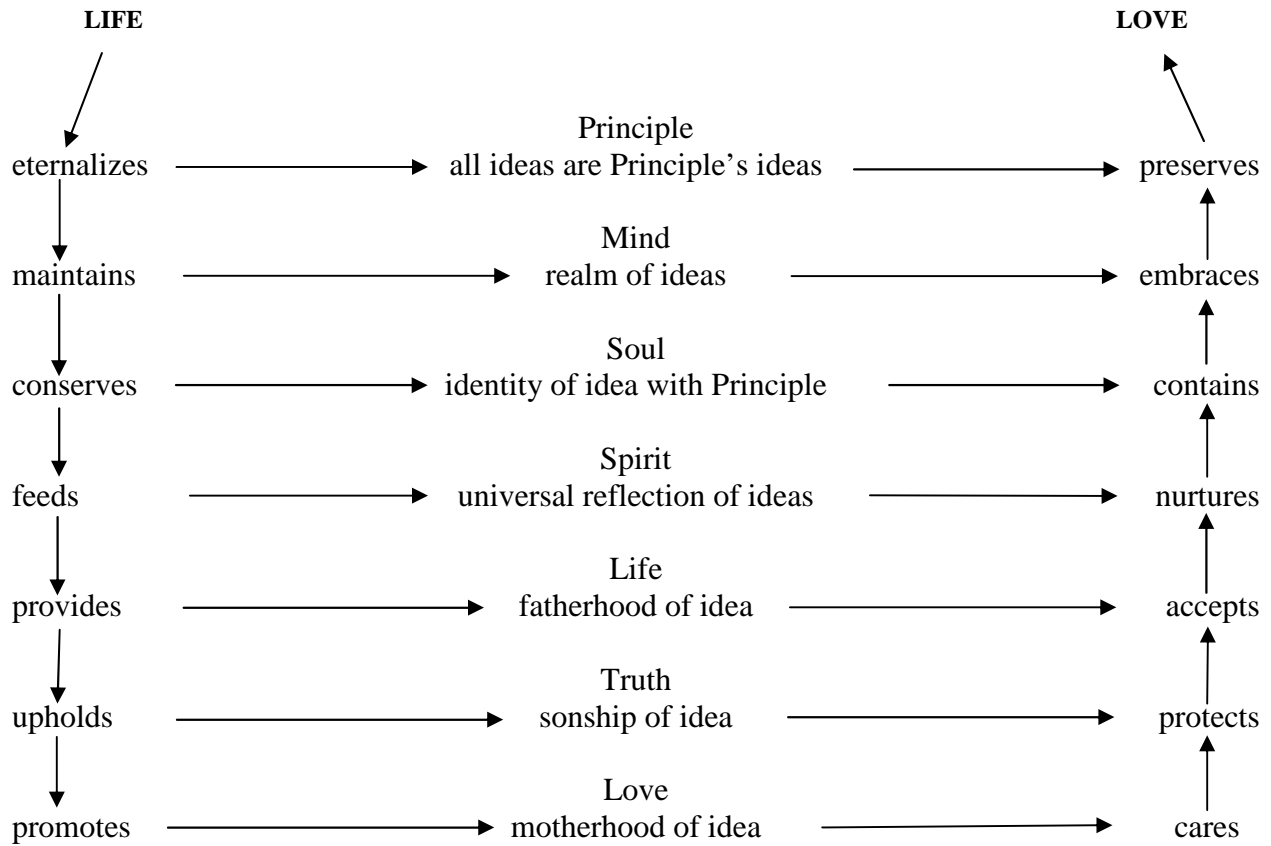 LIFE LOVE
Principle
eternalizes all ideas are Principle’s ideas preserves
Mind
maintains realm of ideas embraces
Soul
conserves identity of idea with Principle contains
Spirit
feeds universal reflection of ideas nurtures
Life
provides fatherhood of idea accepts
Truth
upholds sonship of idea protects
Love
promotes motherhood of idea cares